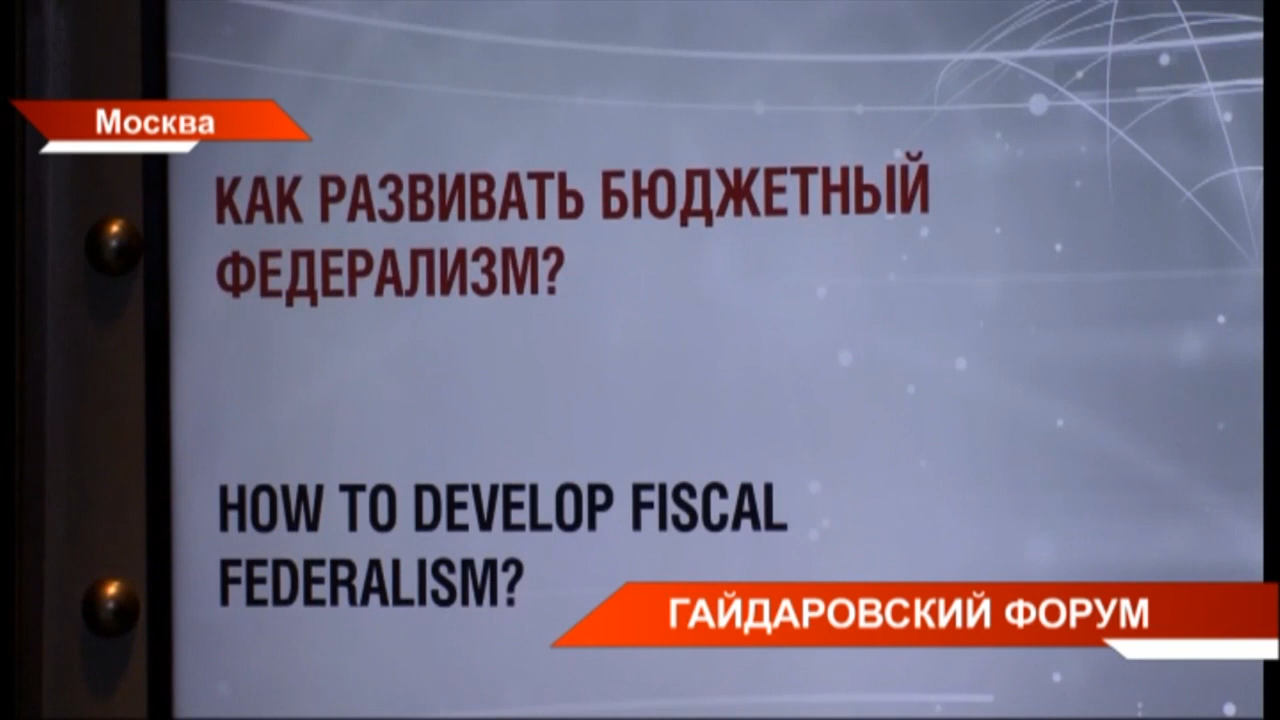 Москва
КАК РАЗВИВАТЬ БЮДЖЕТНЫЙ
ФЕДЕРАЛИЗМ?
HOW TO DEVELOP FISCAL
FEDERALISM?
ГАЙДАРОВСКИЙ ФОРУМ